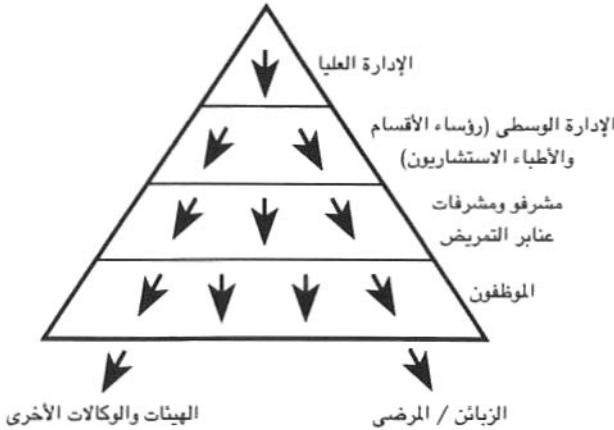 الإدارة العليا
الإدارة الوسطى (رؤساء الأقسام
والأطباء الاستشاريون)
مشرفو ومشرفات
عنابر التمريض
الموظفون
الزبائن / المرضى
الهيئات والوكالات الأخرى